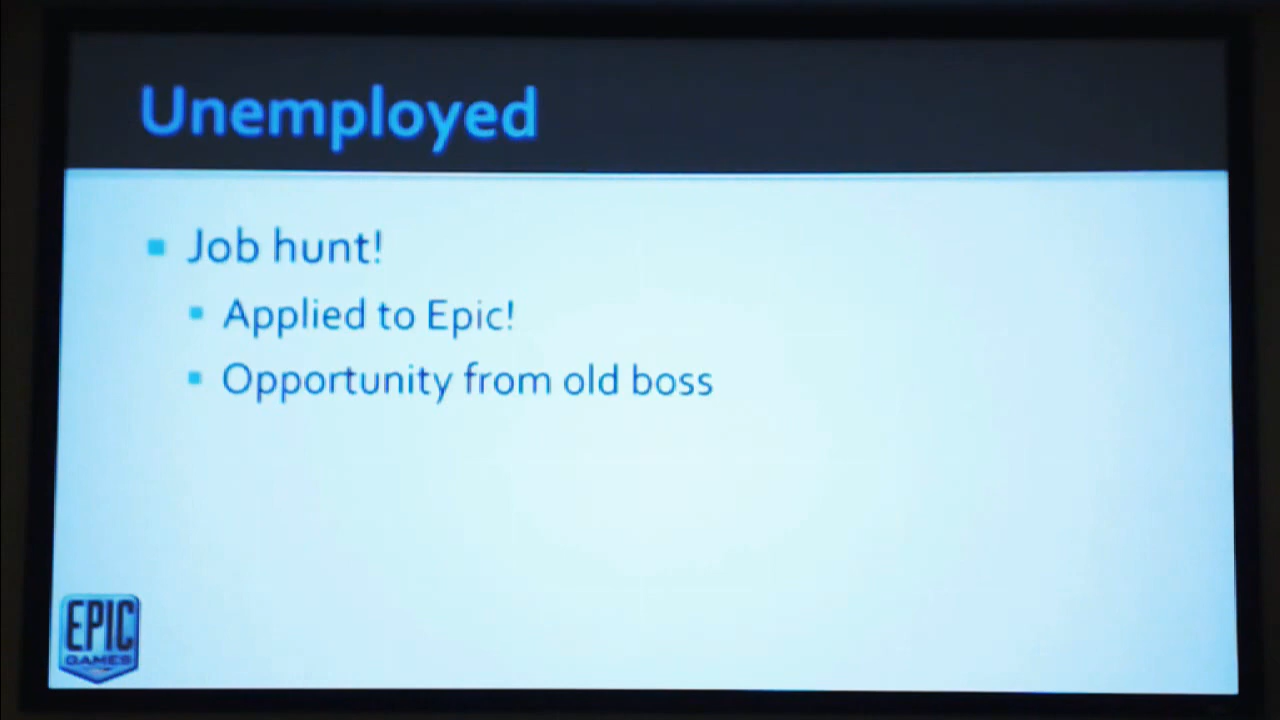 Unemployed
Job hunt!
Applied to Epic!
Opportunity from old boss
EPIC
GAMES